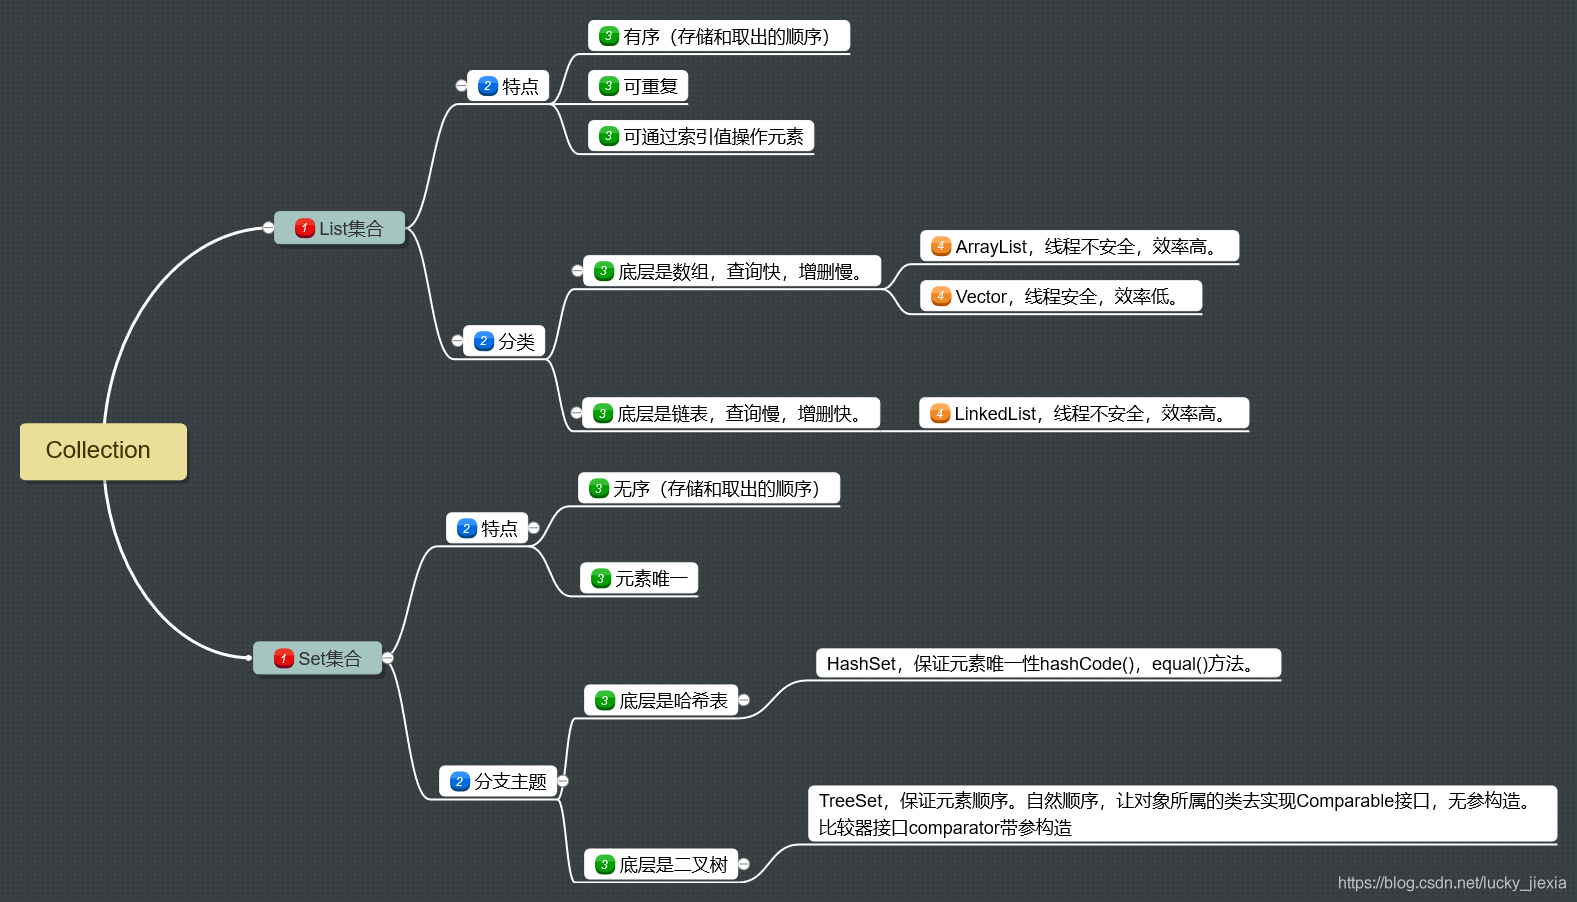 Collection
1 List集合
2 特点
3 有序（存储和取出的顺序）
3 可重复
3 可通过索引值操作元素
2 分类
3 底层是数组，查询快，增删慢。
4 ArrayList，线程不安全，效率高。
4 Vector，线程安全，效率低。
3 底层是链表，查询慢，增删快。
4 LinkedList，线程不安全，效率高。
1 Set集合
2 特点
3 无序（存储和取出的顺序）
3 元素唯一
2 分支主题
3 底层是哈希表
HashSet，保证元素唯一性hashCode()，equal()方法。
3 底层是二叉树
TreeSet，保证元素顺序。自然顺序，让对象所属的类去实现Comparable接口，无参构造。
比较器接口comparator带参构造
https://blog.csdn.net/lucky_jiexia